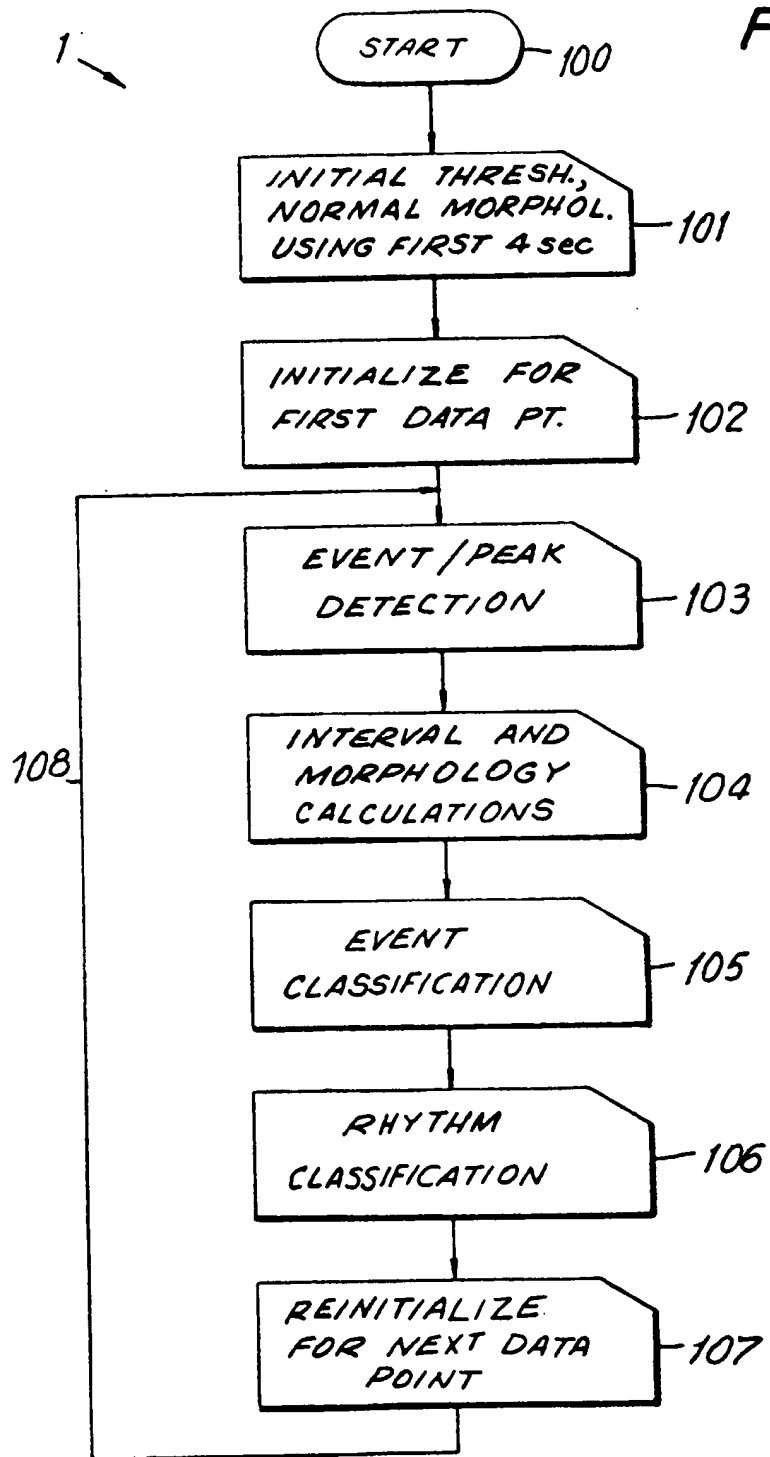 F
1
START
100
INITIAL THRESH.,
NORMAL MORPHOL.
USING FIRST 4 sec
101
INITIALIZE FOR
FIRST DATA PT.
102
EVENT/PEAK
DETECTION
103
INTERVAL AND
MORPHOLOGY
CALCULATIONS
104
108
EVENT
CLASSIFICATION
105
RHYTHM
CLASSIFICATION
106
REINITIALIZE
FOR NEXT DATA
POINT
107